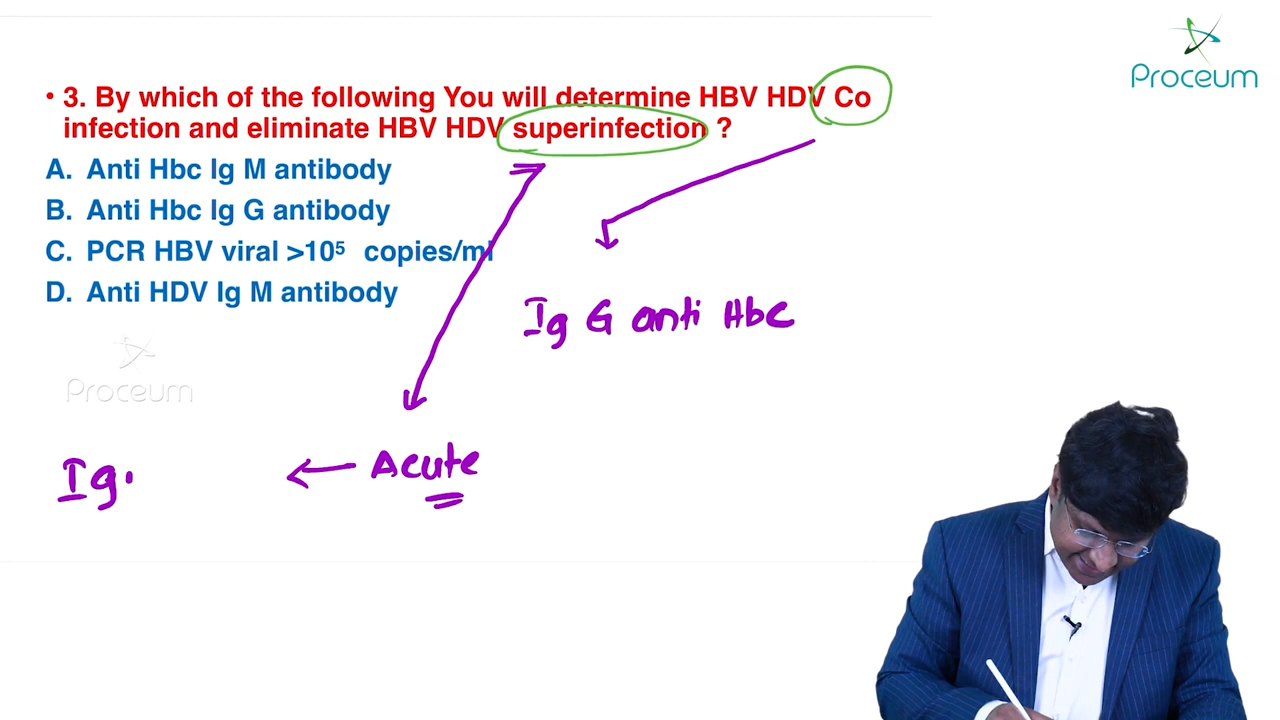 Proceum
• 3. By which of the following You will determine HBV HDV Co
infection and eliminate HBV HDV superinfection ?
A. Anti Hbc Ig M antibody
B. Anti Hbc Ig G antibody
C. PCR HBV viral >10⁵ copies/ml
D. Anti HDV Ig M antibody
Ig G anti Hbc
Proceum
Ig
Acute